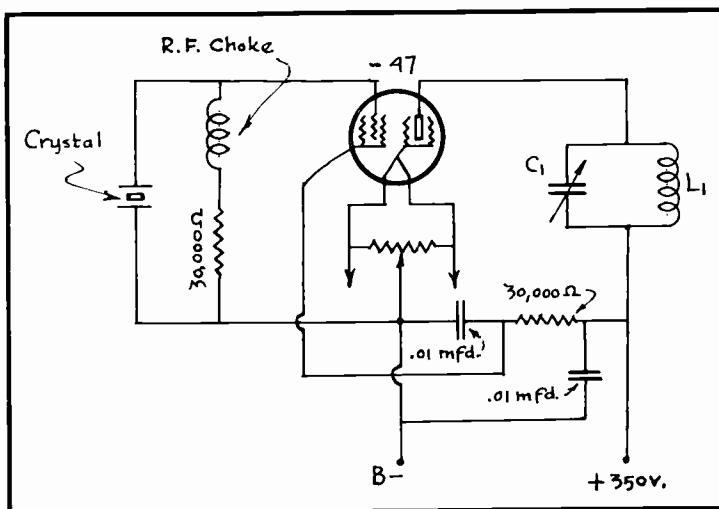 R.F. Choke
- 47
Crystal
C1
L1
30,000Ω
30,000Ω
.01 mfd.
.01 mfd.
B-
+350v.